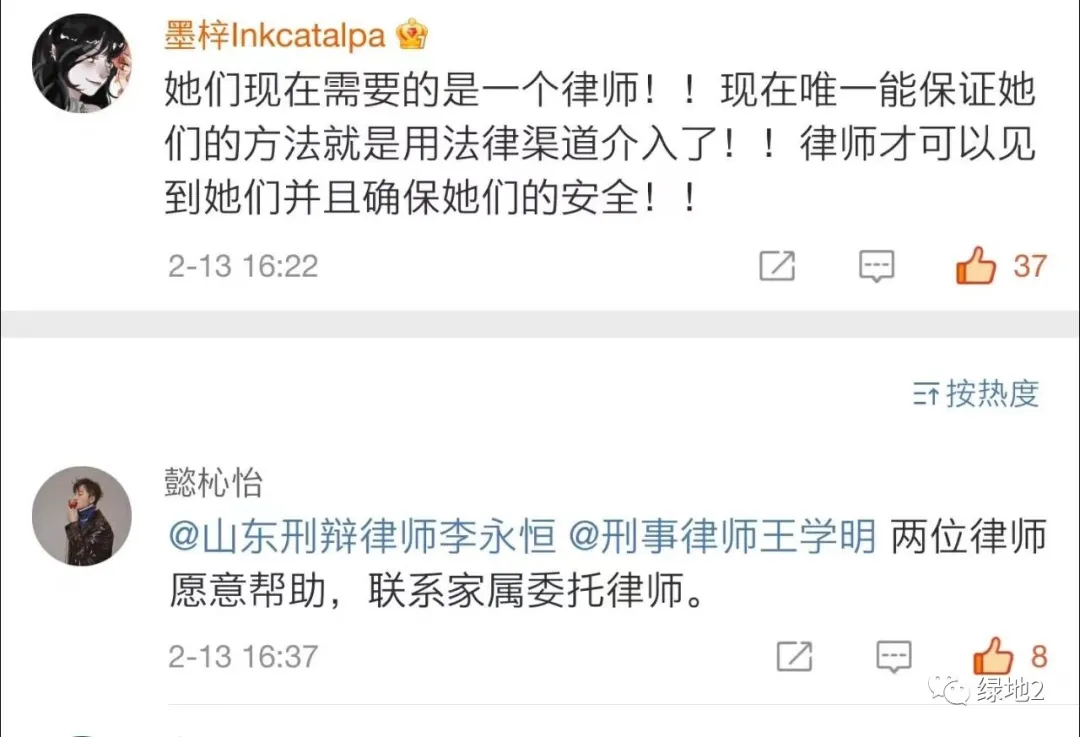 墨梓Inkcatalpa
她们现在需要的是一个律师！！现在唯一能保证她
们的方法就是用法律渠道介入了！！律师才可以见
到她们并且确保她们的安全！！
2-13 16:22
37
按热度
懿杺怡
@山东刑辩律师李永恒 @刑事律师王学明 两位律师
愿意帮助，联系家属委托律师。
2-13 16:37
8
绿地2